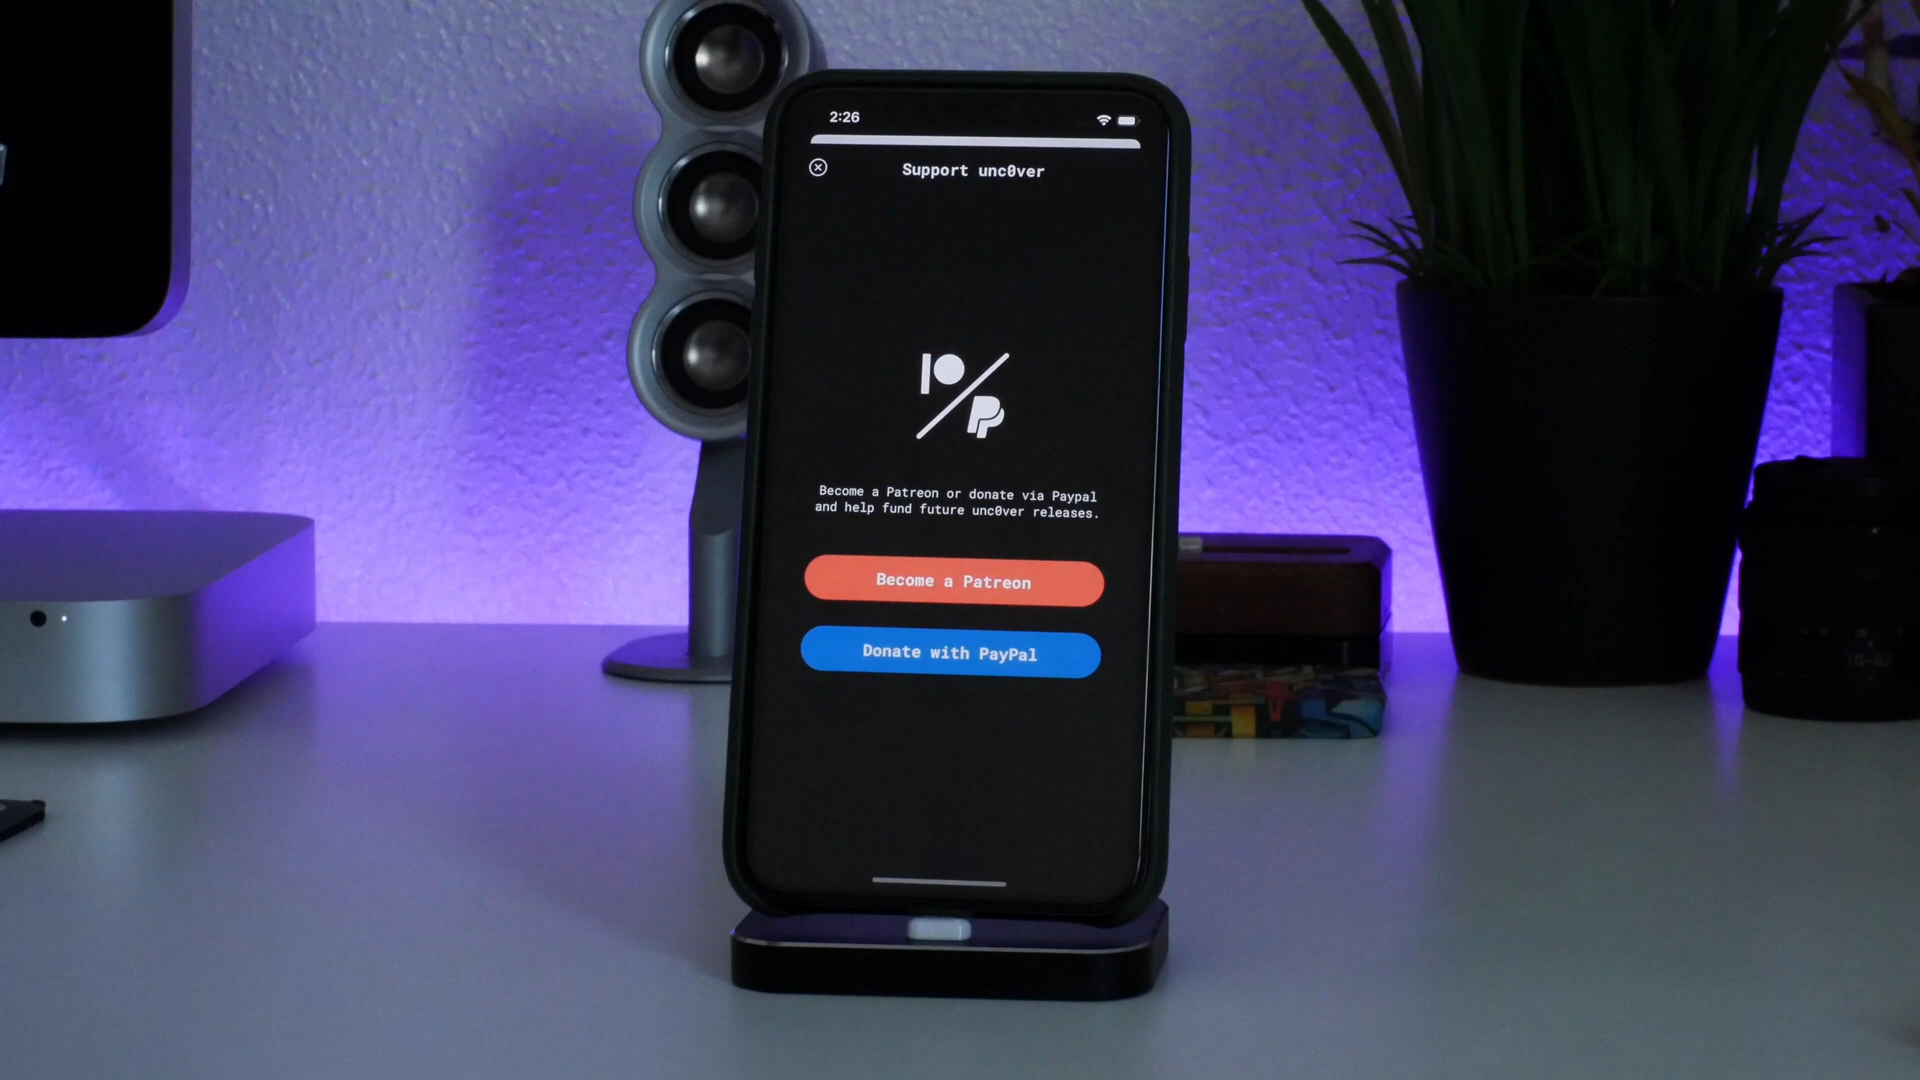 2:26
Support unc0ver
Become a Patreon or donate via Paypal
and help fund future unc0ver releases.
Become a Patreon
Donate with PayPal